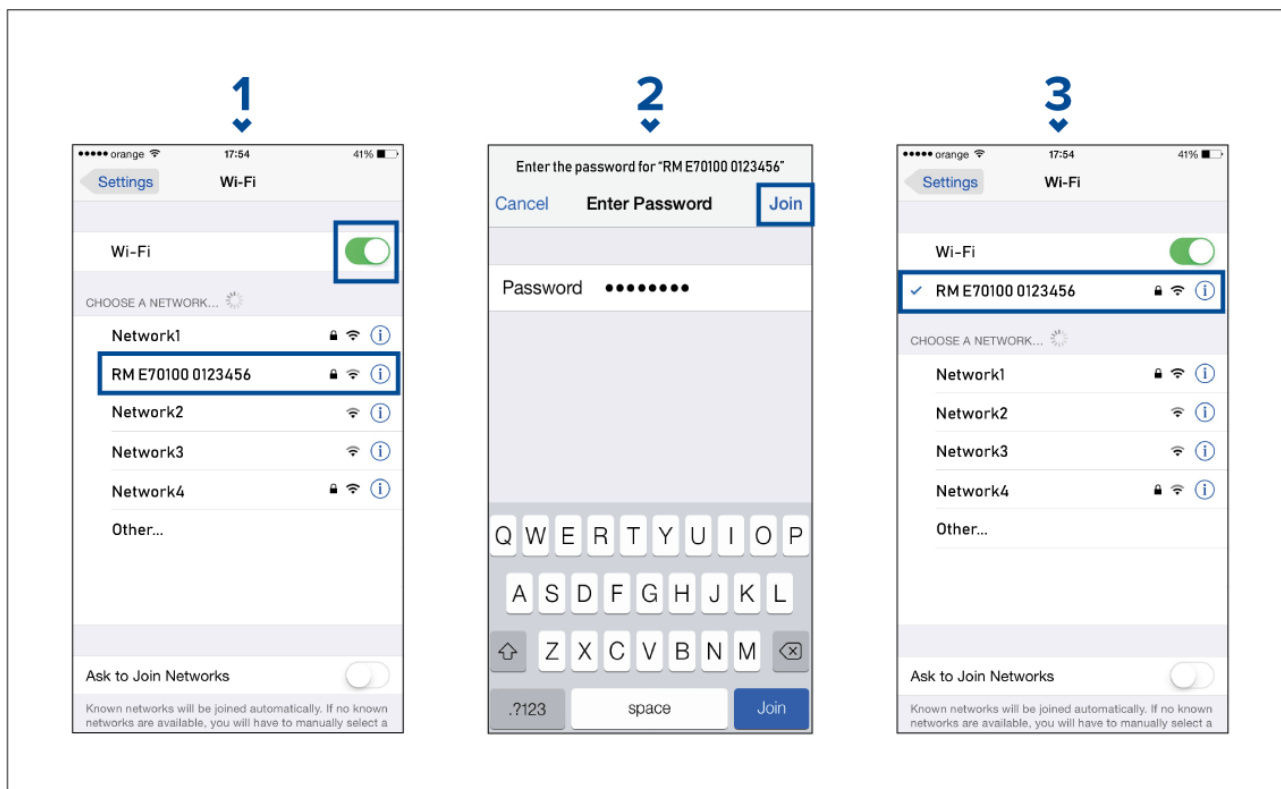 1
orange 17:54 41%
Settings Wi-Fi
Wi-Fi
CHOOSE A NETWORK...
Network1
RM E70100 0123456
Network2
Network3
Network4
Other...
Ask to Join Networks
Known networks will be joined automatically. If no known
networks are available, you will have to manually select a
2
Enter the password for "RM E70100 0123456"
Cancel Enter Password Join
Password ●●●●●●●●
Q W E R T Y U I O P
A S D F G H J K L
Z X C V B N M
.?123 space Join
3
orange 17:54 41%
Settings Wi-Fi
Wi-Fi
RM E70100 0123456
CHOOSE A NETWORK...
Network1
Network2
Network3
Network4
Other...
Ask to Join Networks
Known networks will be joined automatically. If no known
networks are available, you will have to manually select a